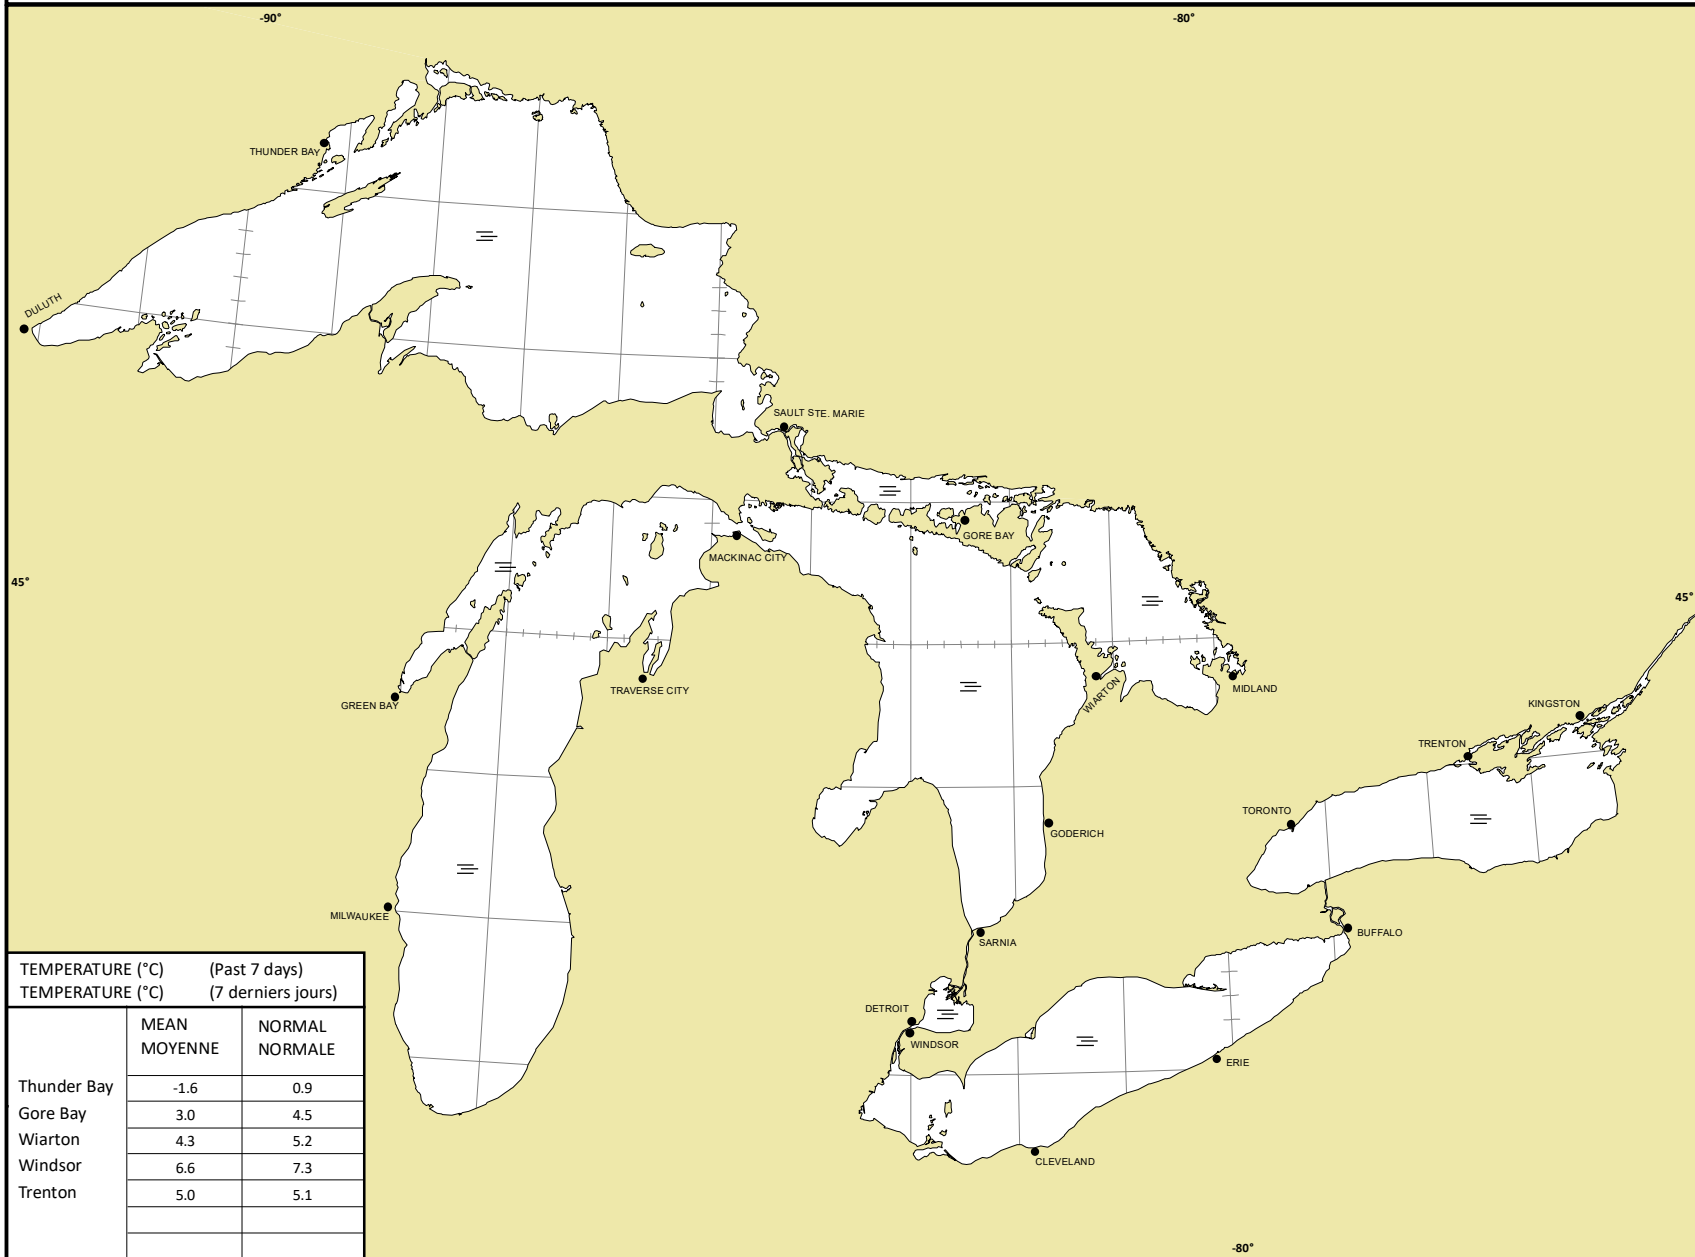 -90°
-80°
THUNDER BAY
DULUTH
SAULT STE. MARIE
GORE BAY
MACKINAC CITY
45°
45°
TRAVERSE CITY
GREEN BAY
WIARTON
MIDLAND
KINGSTON
TRENTON
TORONTO
GODERICH
MILWAUKEE
SARNIA
BUFFALO
DETROIT
WINDSOR
ERIE
CLEVELAND
TEMPERATURE (°C) (Past 7 days)
TEMPERATURE (°C) (7 derniers jours)
MEAN NORMAL
MOYENNE NORMALE
Thunder Bay -1.6 0.9
Gore Bay 3.0 4.5
Wiarton 4.3 5.2
Windsor 6.6 7.3
Trenton 5.0 5.1
-80°